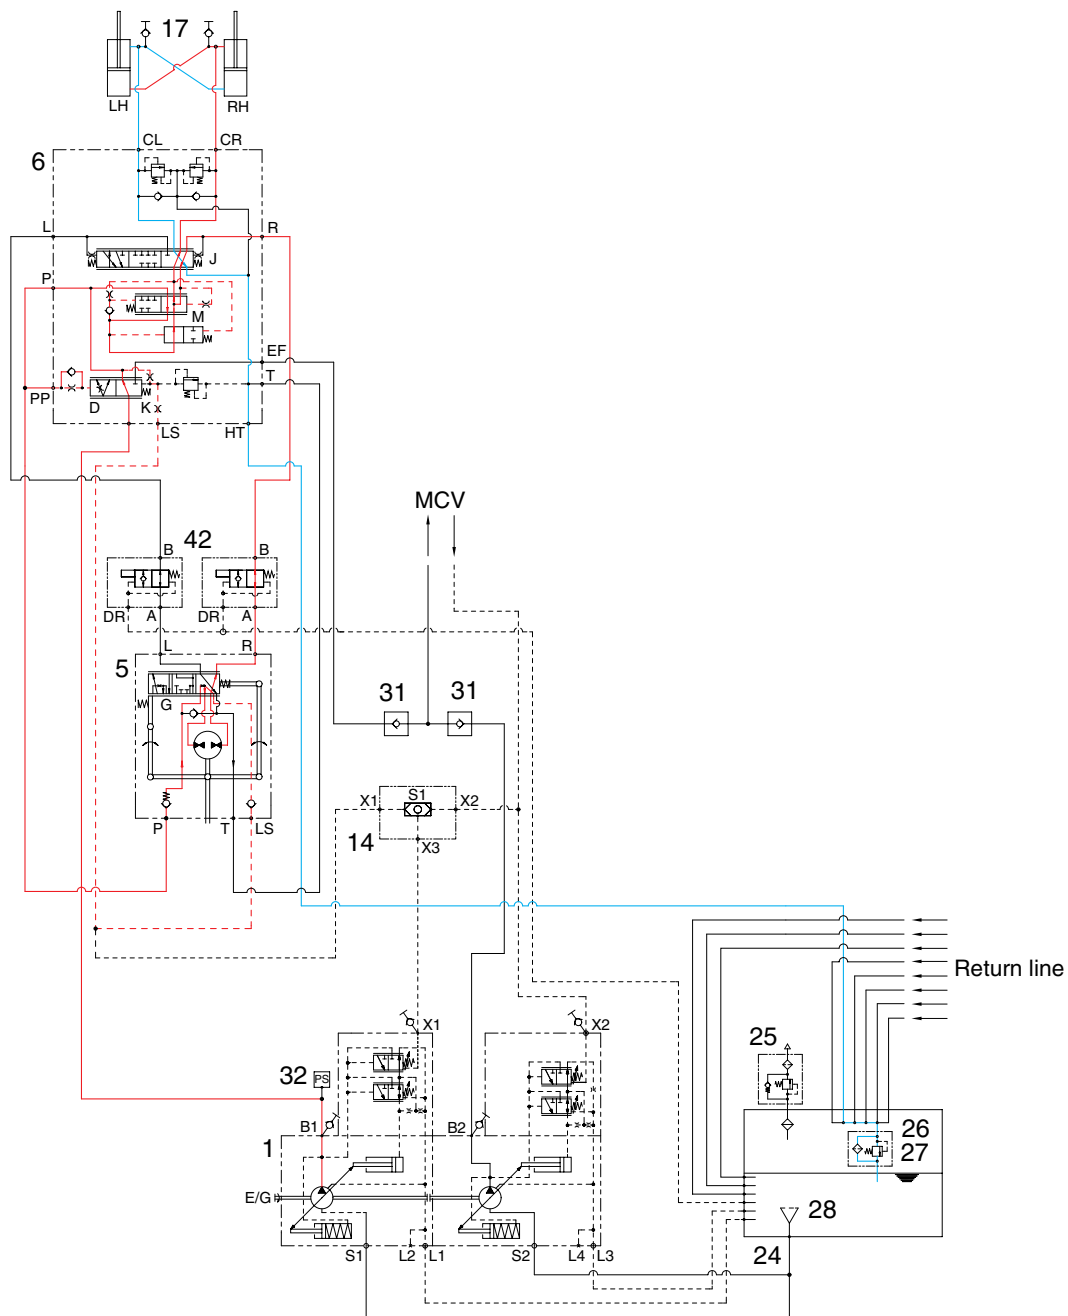 17
LH
RH
CL
CR
6
L
R
J
P
M
EF
T
PP
D
K
LS
HT
MCV
42
B
B
DR
A
DR
A
L
R
5
G
31
31
S1
X1
X2
14
X3
P
T
LS
Return line
X1
X2
25
32
PS
B1
B2
26
27
1
E/G
28
S1
L2
L1
S2
L4
L3
24